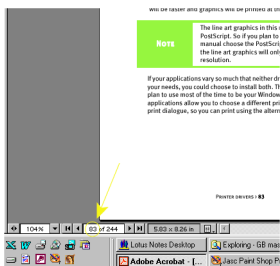 will be faster and graphics will be printed at th
NOTE
The line art graphics in this
PostScript. So if you plan to
manual choose the PostScri
the line art graphics will onl
resolution.
If your applications vary so much that neither dr
your needs, you could choose to install both. Th
plan to use most of the time to be your Window
applications allow you to choose a different pri
print dialogue, so you can print using the altern
PRINTER DRIVERS › 83
104% 83 of 244 5.83 x 8.26 in
Lotus Notes Desktop Exploring - GB mas
Adobe Acrobat - [... Jasc Paint Shop P